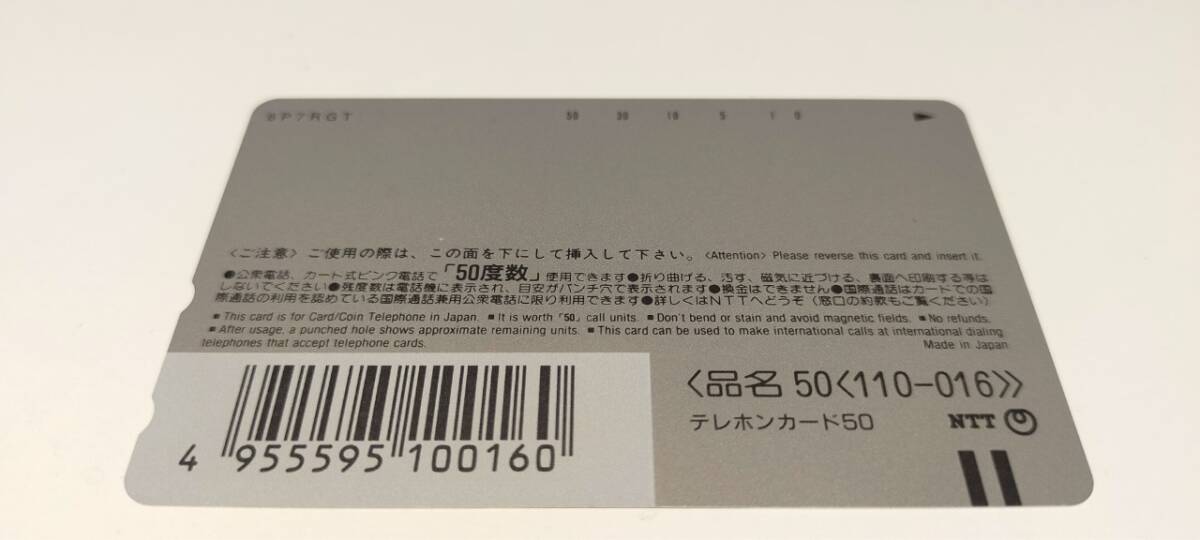 8P7RGT 50 30 10 5 1 0
〈ご注意〉ご使用の際は、この面を下にして挿入して下さい。〈Attention〉Please reverse this card and insert it.
●公衆電話、カード式ピンク電話で「50度数」使用できます●折り曲げる、汚す、磁気に近づける、裏面へ印刷する等は
しないでください●残度数は電話機に表示され、目安がパンチ穴で表示されます●換金はできません●国際通話はカードでの国
際通話の利用を認めている国際通話兼用公衆電話に限り利用できます●詳しくはNTTへどうぞ（窓口の約款もご覧ください）
■This card is for Card/Coin Telephone in Japan. ■It is worth「50」call units. ■Don't bend or stain and avoid magnetic fields. ■No refunds.
■After usage, a punched hole shows approximate remaining units. ■This card can be used to make international calls at international dialing
telephones that accept telephone cards.
Made in Japan
〈品名 50〈110-016〉〉
テレホンカード50 NTT
4 955595 100160